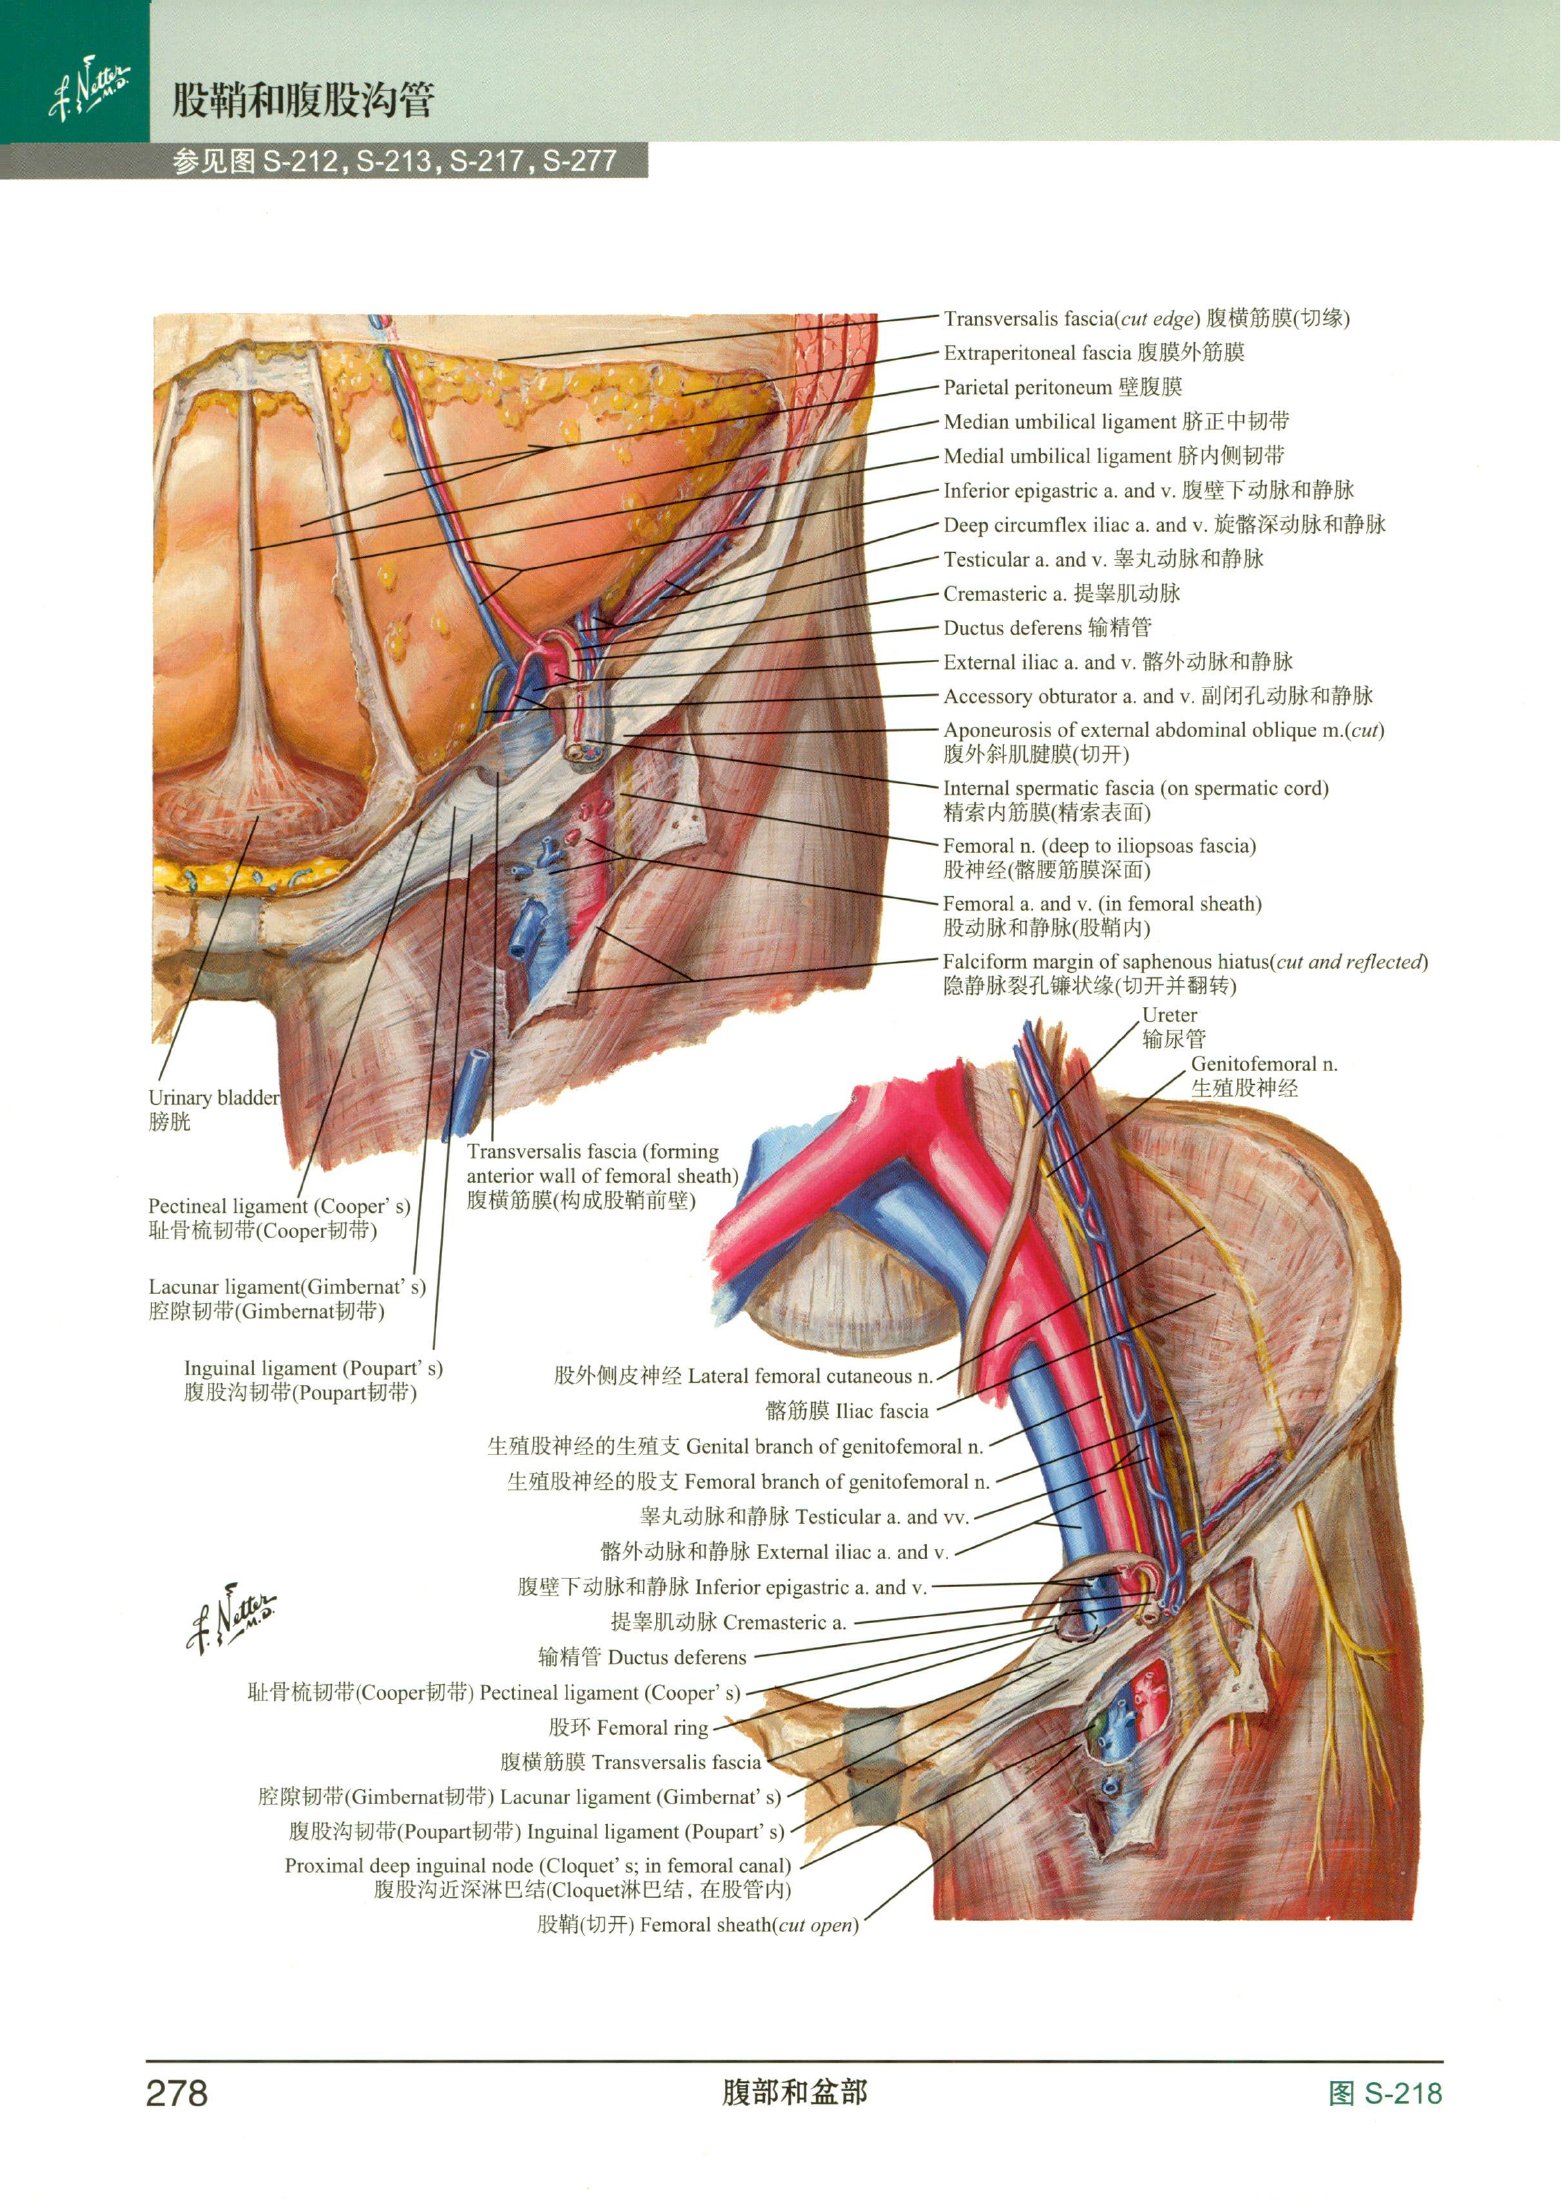 F. Netter M.D.
股鞘和腹股沟管
参见图 S-212, S-213, S-217, S-277
Transversalis fascia(cut edge) 腹横筋膜(切缘)
Extraperitoneal fascia 腹膜外筋膜
Parietal peritoneum 壁腹膜
Median umbilical ligament 脐正中韧带
Medial umbilical ligament 脐内侧韧带
Inferior epigastric a. and v. 腹壁下动脉和静脉
Deep circumflex iliac a. and v. 旋髂深动脉和静脉
Testicular a. and v. 睾丸动脉和静脉
Cremasteric a. 提睾肌动脉
Ductus deferens 输精管
External iliac a. and v. 髂外动脉和静脉
Accessory obturator a. and v. 副闭孔动脉和静脉
Aponeurosis of external abdominal oblique m.(cut)
腹外斜肌腱膜(切开)
Internal spermatic fascia (on spermatic cord)
精索内筋膜(精索表面)
Femoral n. (deep to iliopsoas fascia)
股神经(髂腰筋膜深面)
Femoral a. and v. (in femoral sheath)
股动脉和静脉(股鞘内)
Falciform margin of saphenous hiatus(cut and reflected)
隐静脉裂孔镰状缘(切开并翻转)
Ureter
输尿管
Genitofemoral n.
生殖股神经
Urinary bladder
膀胱
Transversalis fascia (forming
anterior wall of femoral sheath)
腹横筋膜(构成股鞘前壁)
Pectineal ligament (Cooper's)
耻骨梳韧带(Cooper韧带)
Lacunar ligament(Gimbernat's)
腔隙韧带(Gimbernat韧带)
Inguinal ligament (Poupart's)
腹股沟韧带(Poupart韧带)
股外侧皮神经 Lateral femoral cutaneous n.
髂筋膜 Iliac fascia
生殖股神经的生殖支 Genital branch of genitofemoral n.
生殖股神经的股支 Femoral branch of genitofemoral n.
睾丸动脉和静脉 Testicular a. and vv.
髂外动脉和静脉 External iliac a. and v.
腹壁下动脉和静脉 Inferior epigastric a. and v.
提睾肌动脉 Cremasteric a.
输精管 Ductus deferens
耻骨梳韧带(Cooper韧带) Pectineal ligament (Cooper's)
股环 Femoral ring
腹横筋膜 Transversalis fascia
腔隙韧带(Gimbernat韧带) Lacunar ligament (Gimbernat's)
腹股沟韧带(Poupart韧带) Inguinal ligament (Poupart's)
Proximal deep inguinal node (Cloquet's; in femoral canal)
腹股沟近深淋巴结(Cloquet淋巴结, 在股管内)
股鞘(切开) Femoral sheath(cut open)
F. Netter M.D.
278
腹部和盆部
图 S-218